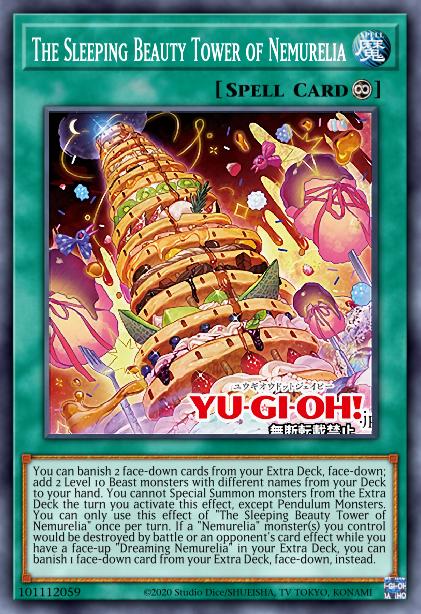 THE SLEEPING BEAUTY TOWER OF NEMURELIA
SPELL
魔
[SPELL CARD]
ユウギオウドットジェイピー
YU-GI-OH!
無断転載禁止
You can banish 2 face-down cards from your Extra Deck, face-down;
add 2 Level 10 Beast monsters with different names from your Deck
to your hand. You cannot Special Summon monsters from the Extra
Deck the turn you activate this effect, except Pendulum Monsters.
You can only use this effect of "The Sleeping Beauty Tower of
Nemurelia" once per turn. If a "Nemurelia" monster(s) you control
would be destroyed by battle or an opponent's card effect while you
have a face-up "Dreaming Nemurelia" in your Extra Deck, you can
banish 1 face-down card from your Extra Deck, face-down, instead.
101112059
©2020 Studio Dice/SHUEISHA, TV TOKYO, KONAMI